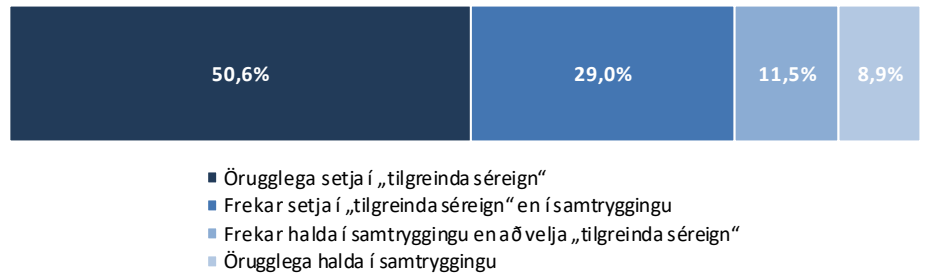 50,6% 29,0% 11,5% 8,9%
Örugglega setja í „tilgreinda séreign“
Frekar setja í „tilgreinda séreign“ en í samtryggingu
Frekar halda í samtryggingu en að velja „tilgreinda séreign“
Örugglega halda í samtryggingu